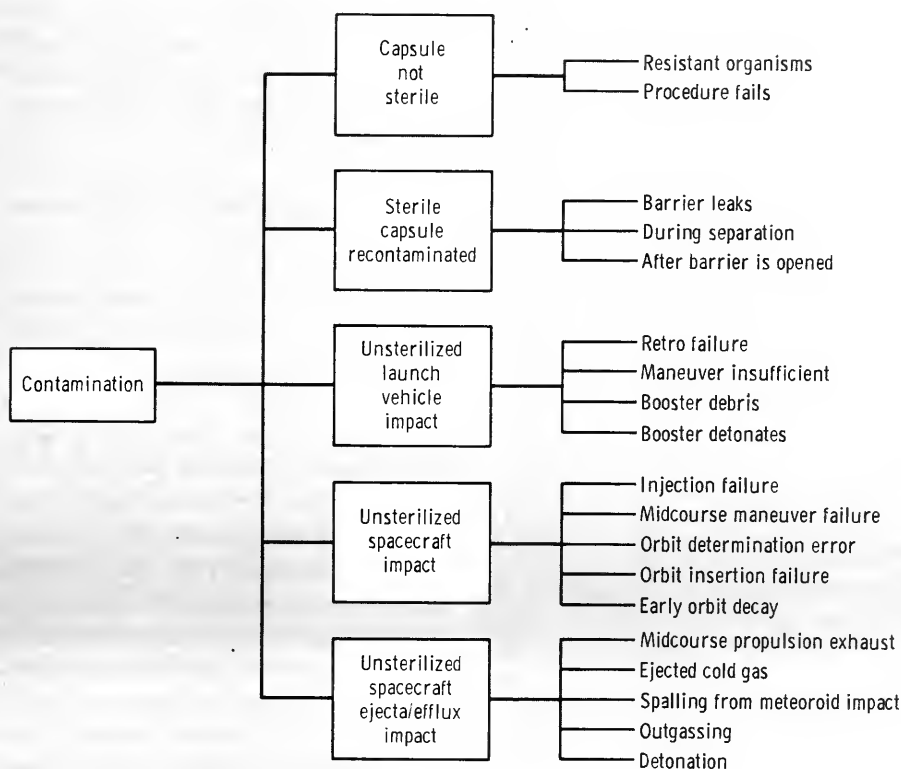 Contamination
Capsule
not
sterile
Resistant organisms
Procedure fails
Sterile
capsule
recontaminated
Barrier leaks
During separation
After barrier is opened
Unsterilized
launch
vehicle
impact
Retro failure
Maneuver insufficient
Booster debris
Booster detonates
Unsterilized
spacecraft
impact
Injection failure
Midcourse maneuver failure
Orbit determination error
Orbit insertion failure
Early orbit decay
Unsterilized
spacecraft
ejecta/efflux
impact
Midcourse propulsion exhaust
Ejected cold gas
Spalling from meteoroid impact
Outgassing
Detonation